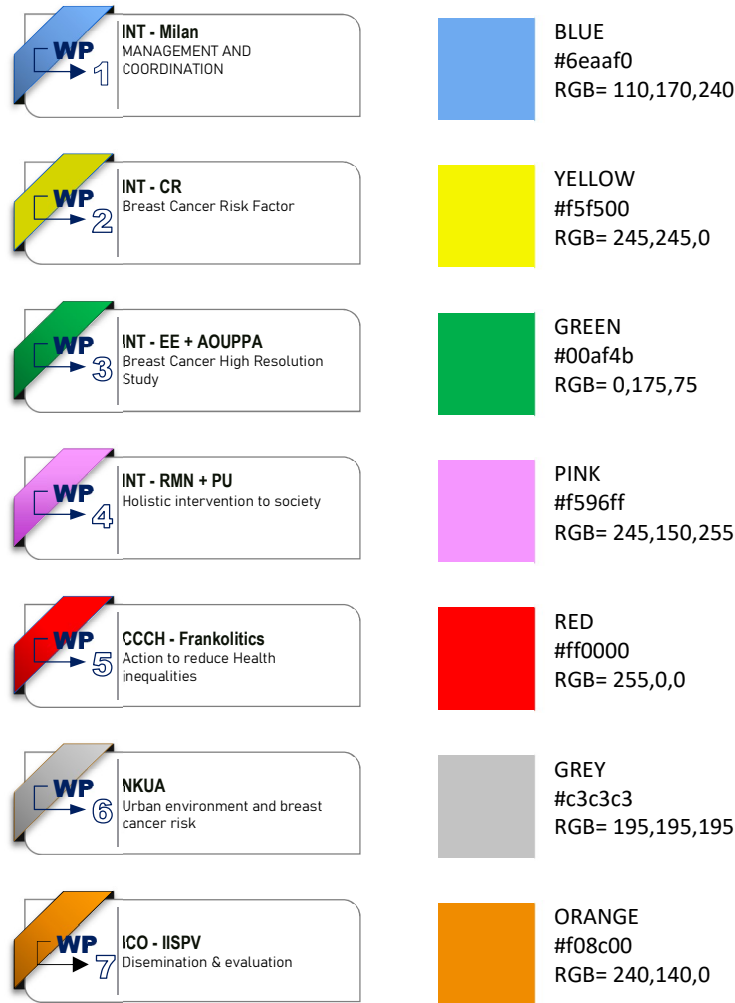 WP
1
INT - Milan
MANAGEMENT AND
COORDINATION
BLUE
#6eaaf0
RGB= 110,170,240
WP
2
INT - CR
Breast Cancer Risk Factor
YELLOW
#f5f500
RGB= 245,245,0
WP
3
INT - EE + AOUPPA
Breast Cancer High Resolution
Study
GREEN
#00af4b
RGB= 0,175,75
WP
4
INT - RMN + PU
Holistic intervention to society
PINK
#f596ff
RGB= 245,150,255
WP
5
CCCH - Frankolitics
Action to reduce Health
inequalities
RED
#ff0000
RGB= 255,0,0
WP
6
NKUA
Urban environment and breast
cancer risk
GREY
#c3c3c3
RGB= 195,195,195
WP
7
ICO - IISPV
Disemination & evaluation
ORANGE
#f08c00
RGB= 240,140,0